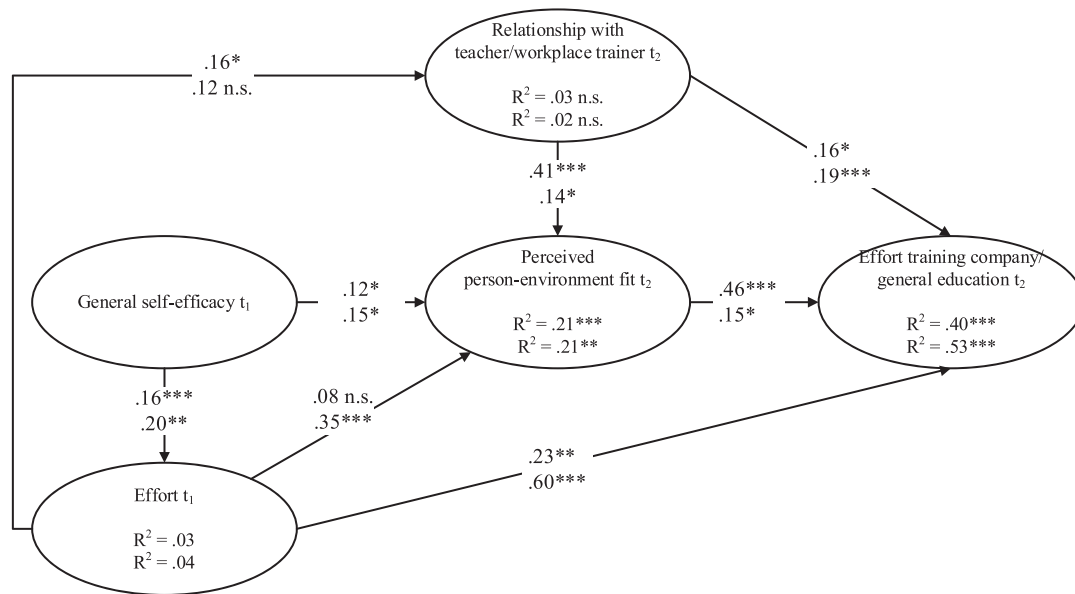 Relationship with
teacher/workplace trainer t₂
R² = .03 n.s.
R² = .02 n.s.
.16*
.12 n.s.
.41***
.14*
.16*
.19***
General self-efficacy t₁
.12*
.15*
Perceived
person-environment fit t₂
R² = .21***
R² = .21**
.46***
.15*
Effort training company/
general education t₂
R² = .40***
R² = .53***
.16***
.20**
.08 n.s.
.35***
.23**
.60***
Effort t₁
R² = .03
R² = .04